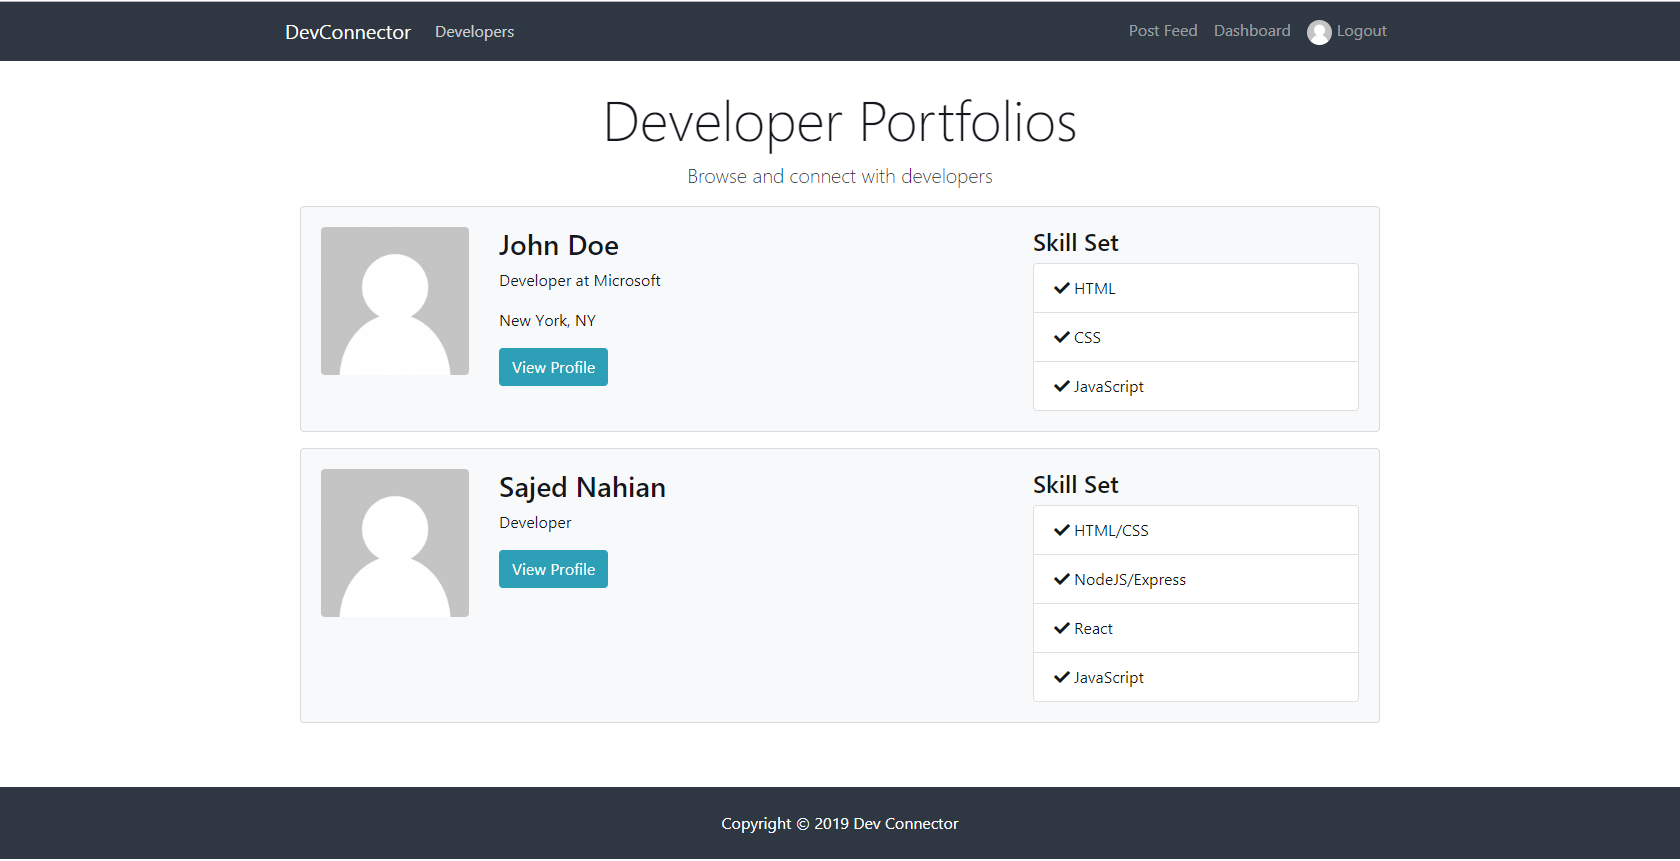 DevConnector Developers Post Feed Dashboard Logout
Developer Portfolios
Browse and connect with developers
John Doe
Developer at Microsoft
New York, NY
View Profile
Skill Set
HTML
CSS
JavaScript
Sajed Nahian
Developer
View Profile
Skill Set
HTML/CSS
NodeJS/Express
React
JavaScript
Copyright © 2019 Dev Connector